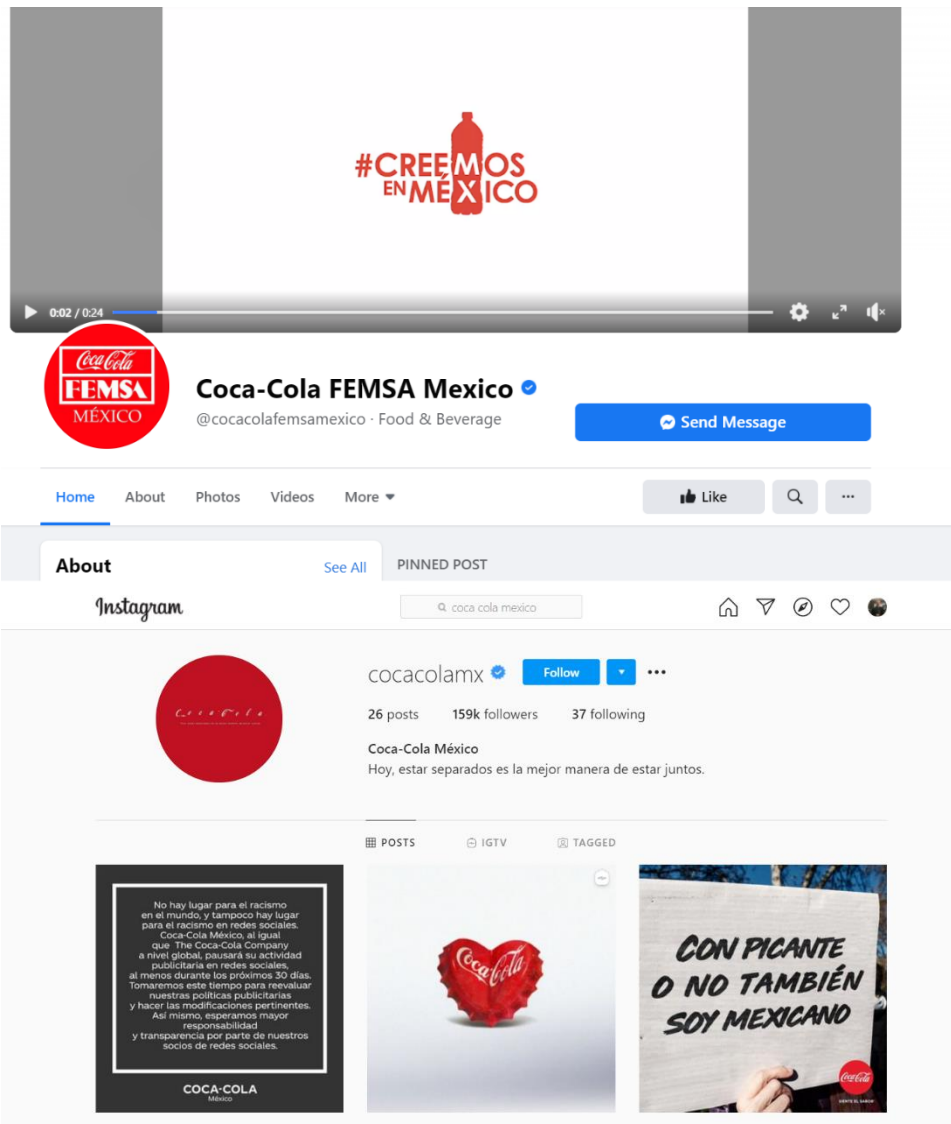 #CREEMOS
EN MÉXICO
0:02 / 0:24
Coca-Cola
FEMSA
MÉXICO
Coca-Cola FEMSA Mexico
@cocacolafemsamexico · Food & Beverage
Send Message
Home About Photos Videos More
Like
About
See All
PINNED POST
Instagram
coca cola mexico
cocacolamx
Follow
26 posts 159k followers 37 following
Coca-Cola México
Hoy, estar separados es la mejor manera de estar juntos.
POSTS IGTV TAGGED
Coca-Cola
No hay lugar para el racismo
en el mundo, y tampoco hay lugar
para el racismo en redes sociales.
Coca-Cola México, al igual
que The Coca-Cola Company
a nivel global, pausará su actividad
publicitaria en redes sociales,
al menos durante los próximos 30 días.
Tomaremos este tiempo para reevaluar
nuestras políticas publicitarias
y hacer las modificaciones pertinentes.
Así mismo, esperamos mayor
responsabilidad
y transparencia por parte de nuestros
socios de redes sociales.
COCA-COLA
México
Coca-Cola
CON PICANTE
O NO TAMBIÉN
SOY MEXICANO
Coca-Cola
SIENTE EL SABOR